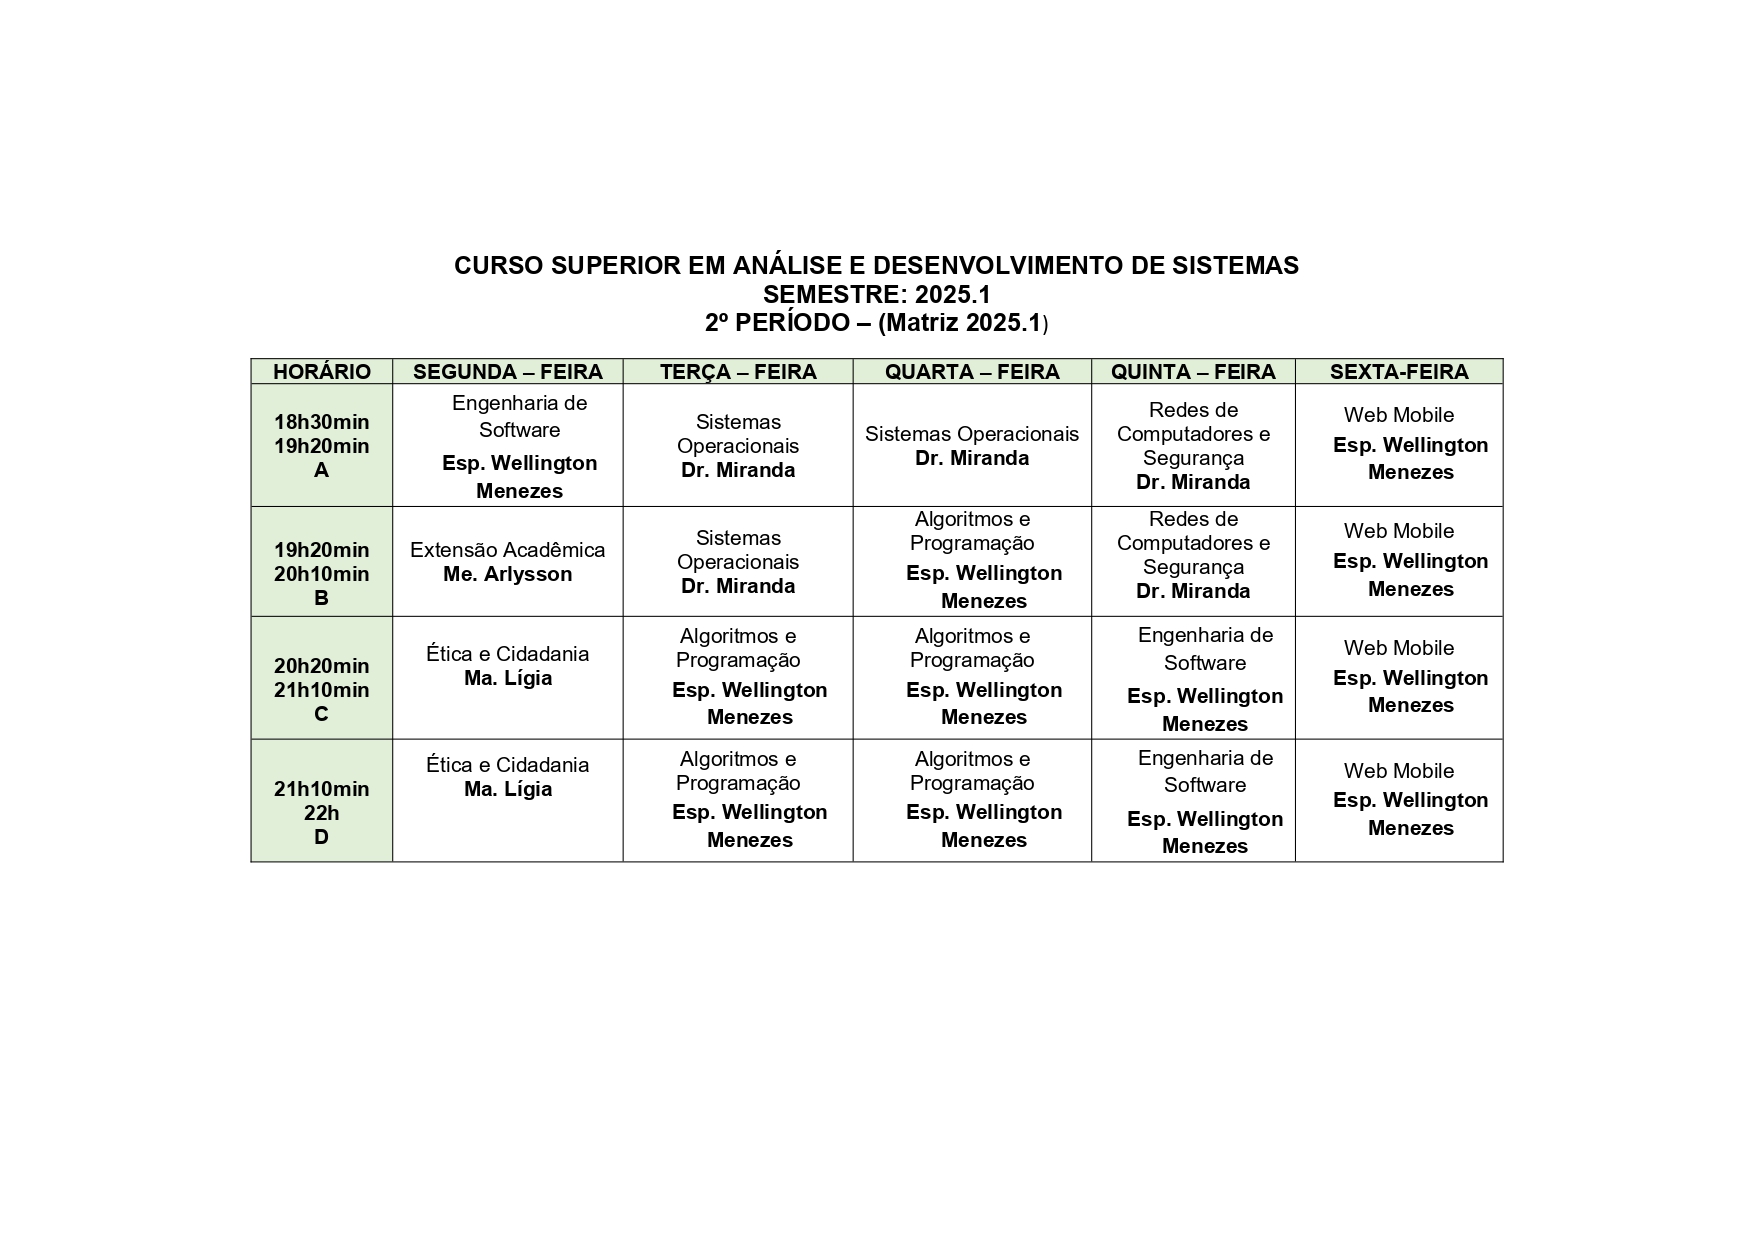 CURSO SUPERIOR EM ANÁLISE E DESENVOLVIMENTO DE SISTEMAS
SEMESTRE: 2025.1
2º PERÍODO – (Matriz 2025.1)
HORÁRIO
SEGUNDA – FEIRA
TERÇA – FEIRA
QUARTA – FEIRA
QUINTA – FEIRA
SEXTA-FEIRA
18h30min
19h20min
A
Engenharia de
Software
Esp. Wellington
Menezes
Sistemas
Operacionais
Dr. Miranda
Sistemas Operacionais
Dr. Miranda
Redes de
Computadores e
Segurança
Dr. Miranda
Web Mobile
Esp. Wellington
Menezes
19h20min
20h10min
B
Extensão Acadêmica
Me. Arlysson
Sistemas
Operacionais
Dr. Miranda
Algoritmos e
Programação
Esp. Wellington
Menezes
Redes de
Computadores e
Segurança
Dr. Miranda
Web Mobile
Esp. Wellington
Menezes
20h20min
21h10min
C
Ética e Cidadania
Ma. Lígia
Algoritmos e
Programação
Esp. Wellington
Menezes
Algoritmos e
Programação
Esp. Wellington
Menezes
Engenharia de
Software
Esp. Wellington
Menezes
Web Mobile
Esp. Wellington
Menezes
21h10min
22h
D
Ética e Cidadania
Ma. Lígia
Algoritmos e
Programação
Esp. Wellington
Menezes
Algoritmos e
Programação
Esp. Wellington
Menezes
Engenharia de
Software
Esp. Wellington
Menezes
Web Mobile
Esp. Wellington
Menezes